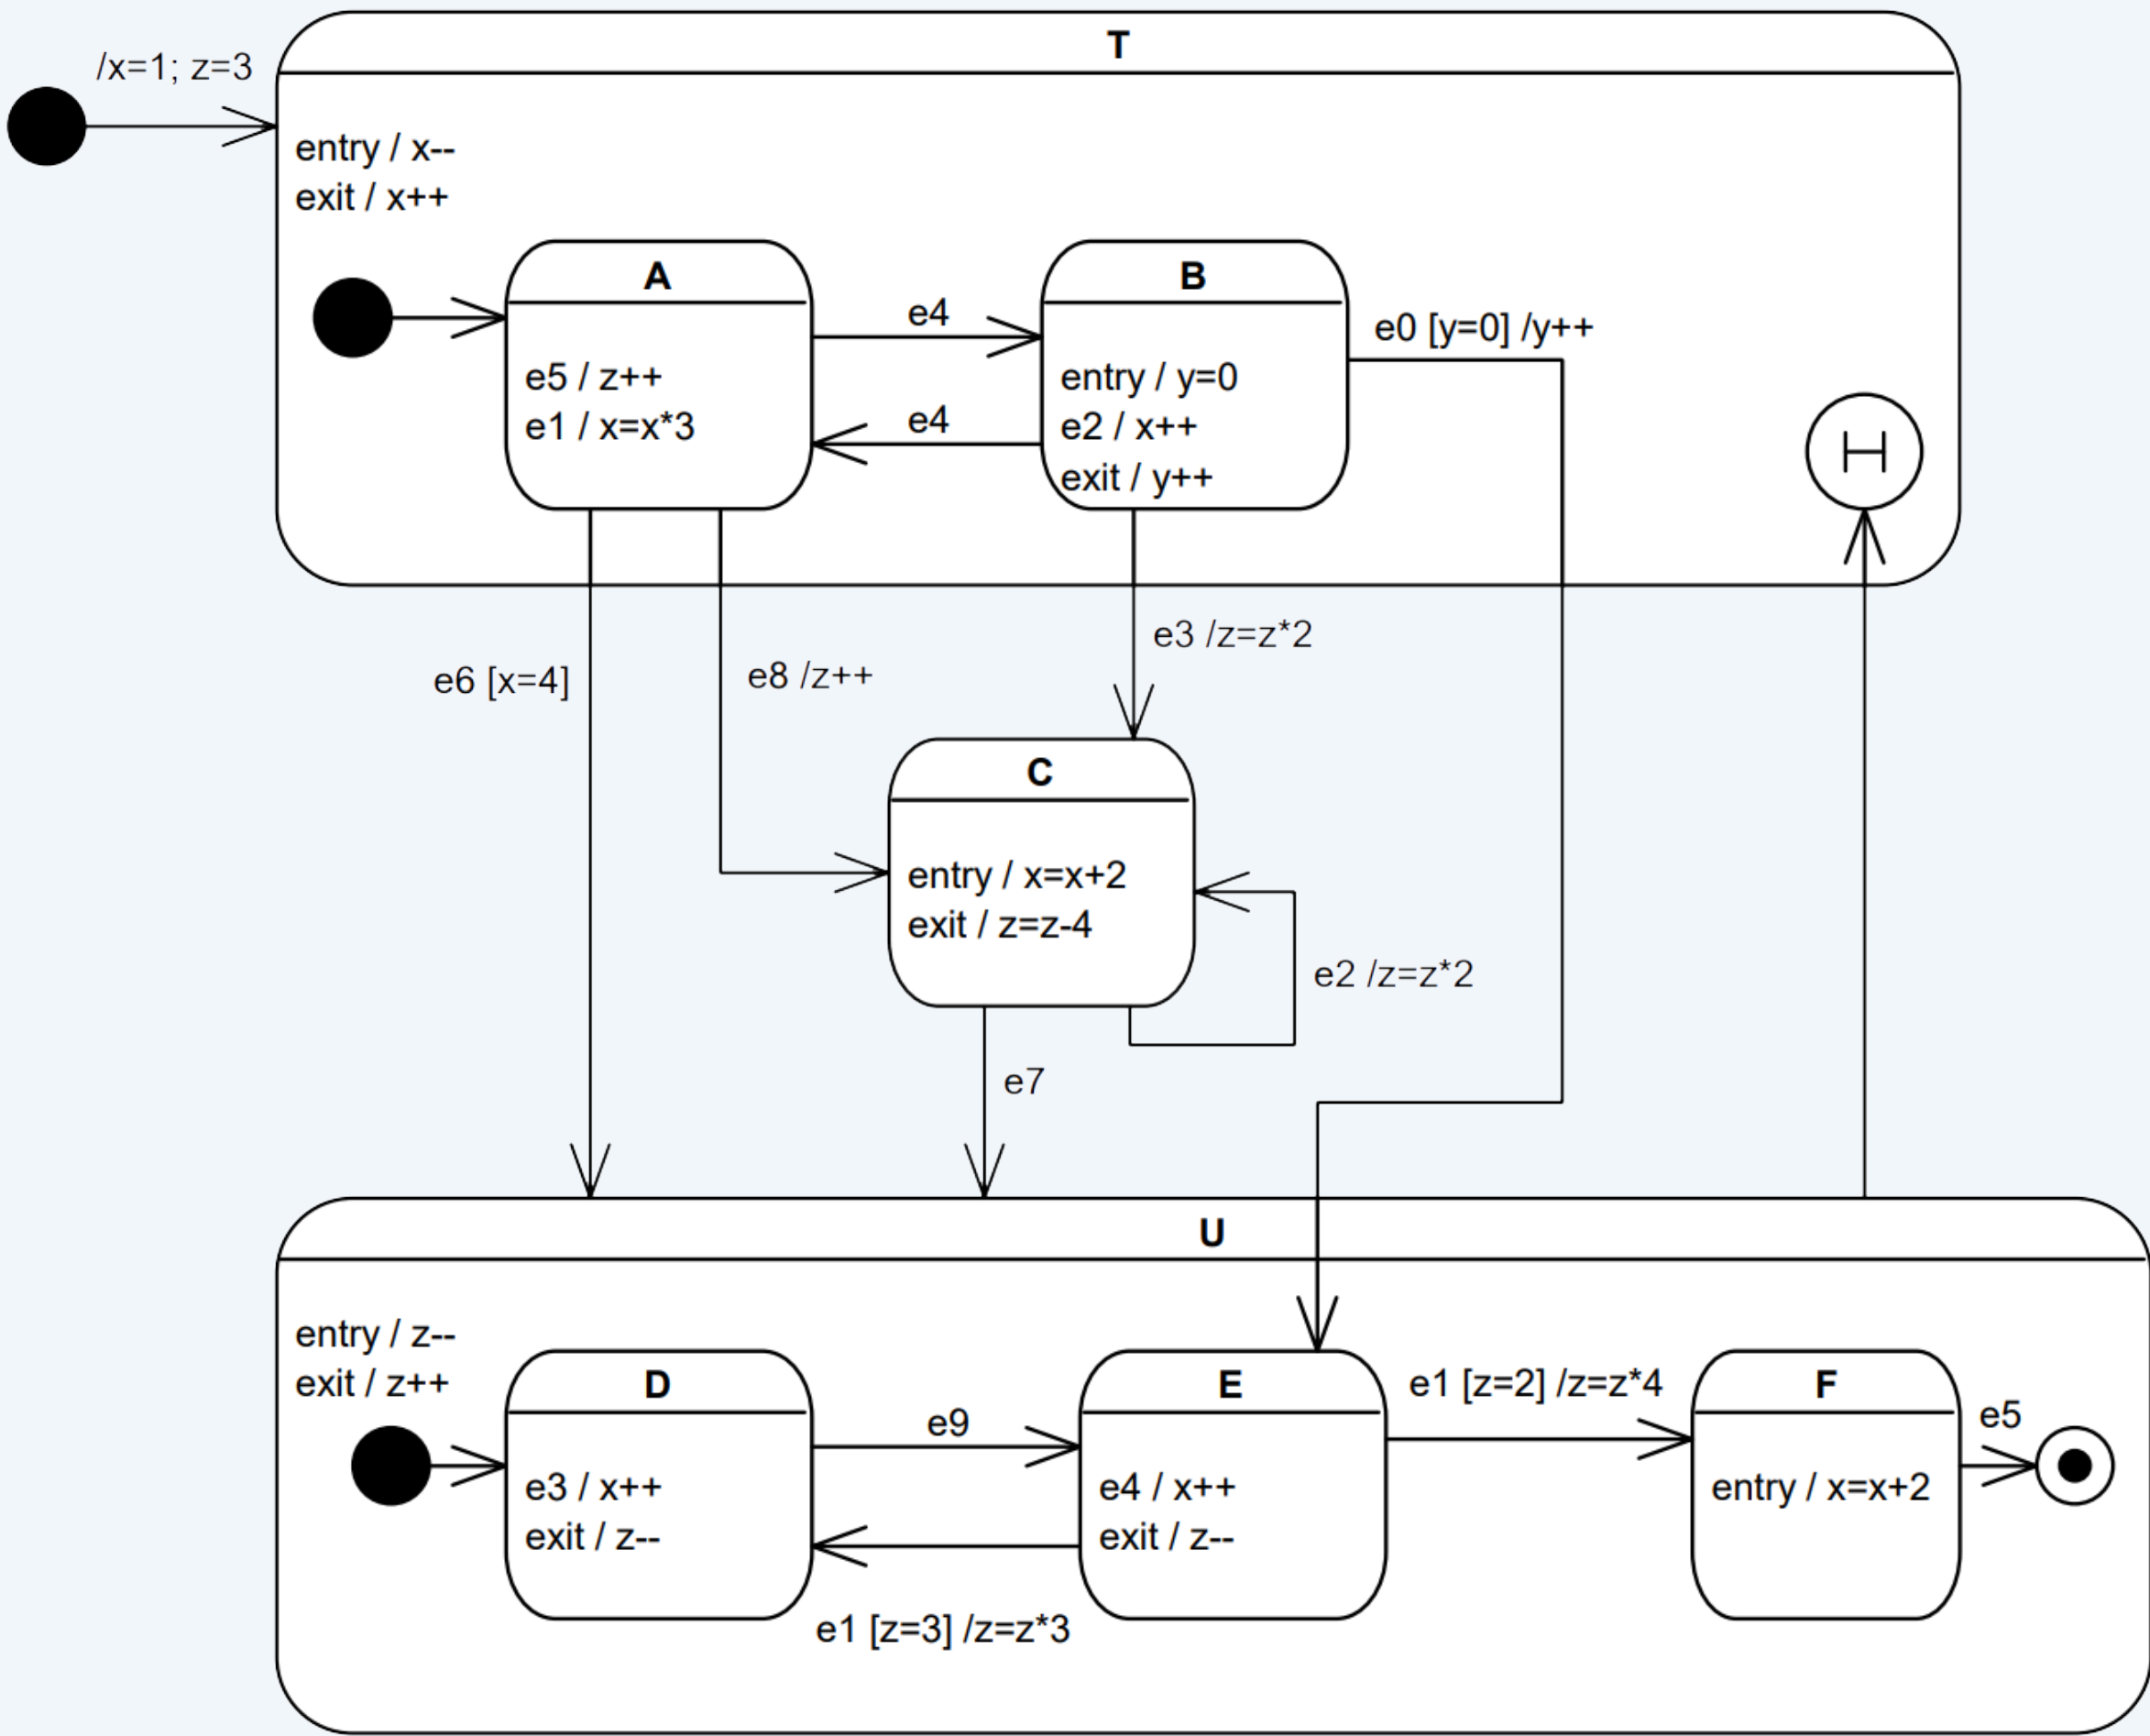 /x=1; z=3
T
entry / x--
exit / x++
A
e5 / z++
e1 / x=x*3
e4
e4
B
entry / y=0
e2 / x++
exit / y++
e0 [y=0] /y++
H
e6 [x=4]
e8 /z++
e3 /z=z*2
C
entry / x=x+2
exit / z=z-4
e2 /z=z*2
e7
U
entry / z--
exit / z++
D
e3 / x++
exit / z--
e9
e1 [z=3] /z=z*3
E
e4 / x++
exit / z--
e1 [z=2] /z=z*4
F
entry / x=x+2
e5